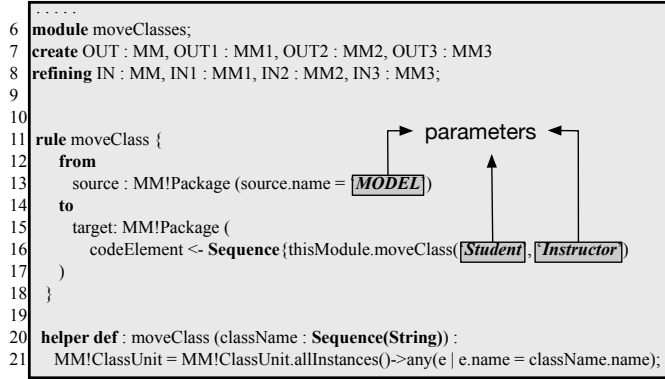 . . . . .
6 module moveClasses;
7 create OUT : MM, OUT1 : MM1, OUT2 : MM2, OUT3 : MM3
8 refining IN : MM, IN1 : MM1, IN2 : MM2, IN3 : MM3;
9
10
11 rule moveClass {
parameters
12 from
13 source : MM!Package (source.name = 'MODEL')
14 to
15 target: MM!Package (
16 codeElement <- Sequence{thisModule.moveClass('Student', 'Instructor')
17 )
18 }
19
20 helper def : moveClass (className : Sequence(String)) :
21 MM!ClassUnit = MM!ClassUnit.allInstances()->any(e | e.name = className.name);